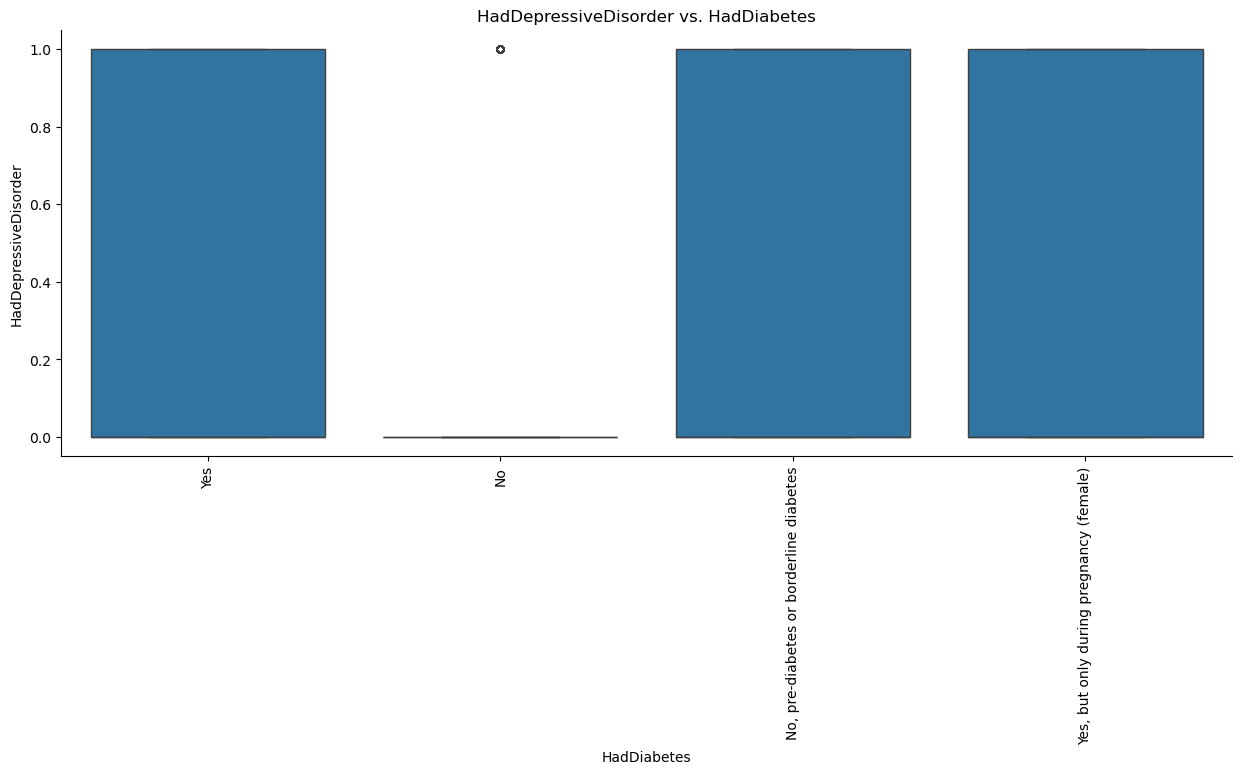 HadDepressiveDisorder vs. HadDiabetes
HadDepressiveDisorder
1.0
0.8
0.6
0.4
0.2
0.0
Yes
No
No, pre-diabetes or borderline diabetes
Yes, but only during pregnancy (female)
HadDiabetes